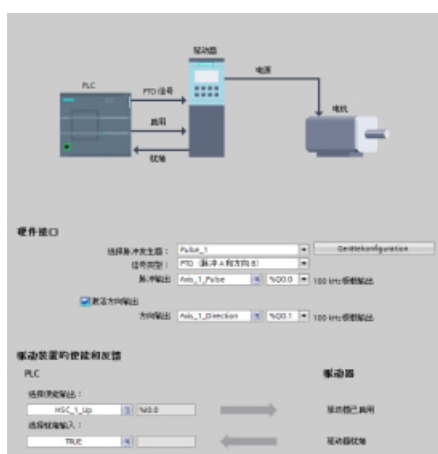 驱动器
电源
PLC
PTO 信号
启用
电机
就绪
硬件接口
选择脉冲发生器： Pulse_1 Gerätekonfiguration
信号类型： PTO（脉冲 A 和方向 B）
脉冲输出 Axis_1_Pulse %Q0.0 100 kHz 板载输出
激活方向输出
方向输出 Axis_1_Direction %Q0.1 100 kHz 板载输出
驱动装置的使能和反馈
PLC 驱动器
选择使能输出：
HSC_1_Up %I0.0 驱动器已启用
选择就绪输入：
TRUE 驱动器就绪